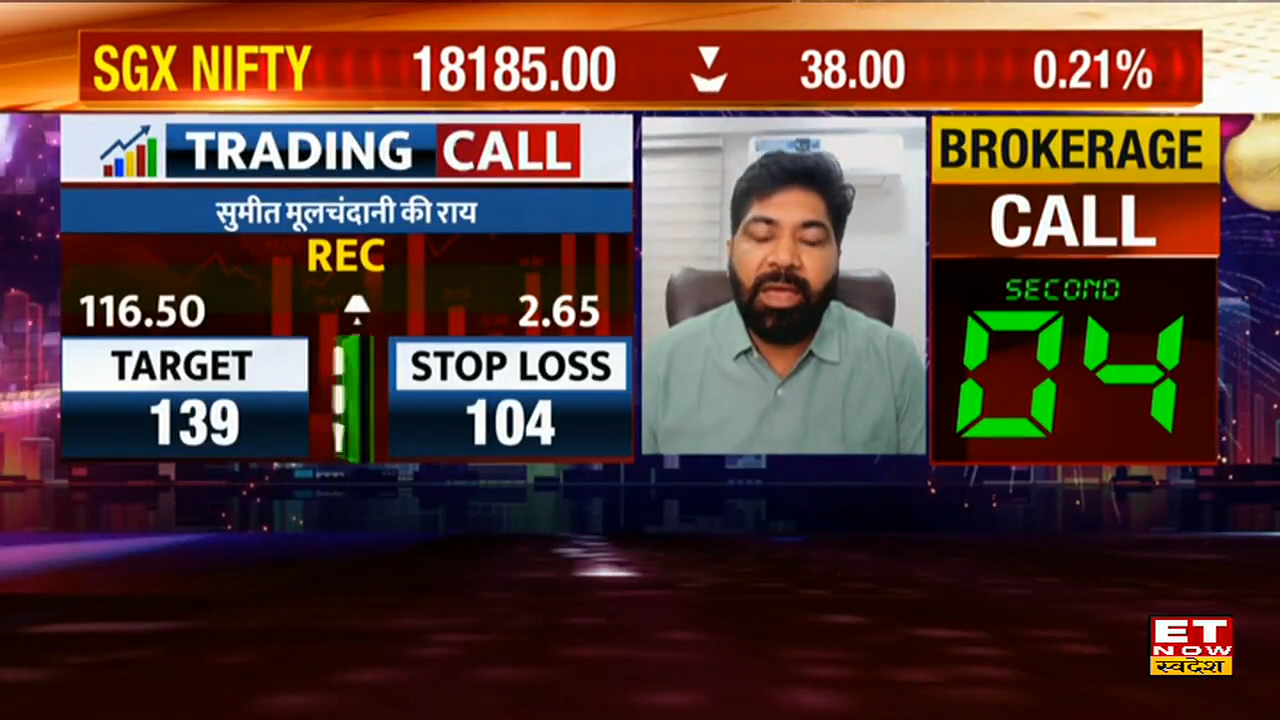 SGX NIFTY 18185.00 38.00 0.21%
TRADING CALL
सुमीत मूलचंदानी की राय
REC
116.50 2.65
TARGET STOP LOSS
139 104
BROKERAGE
CALL
SECOND
04
ET
NOW
स्वदेश